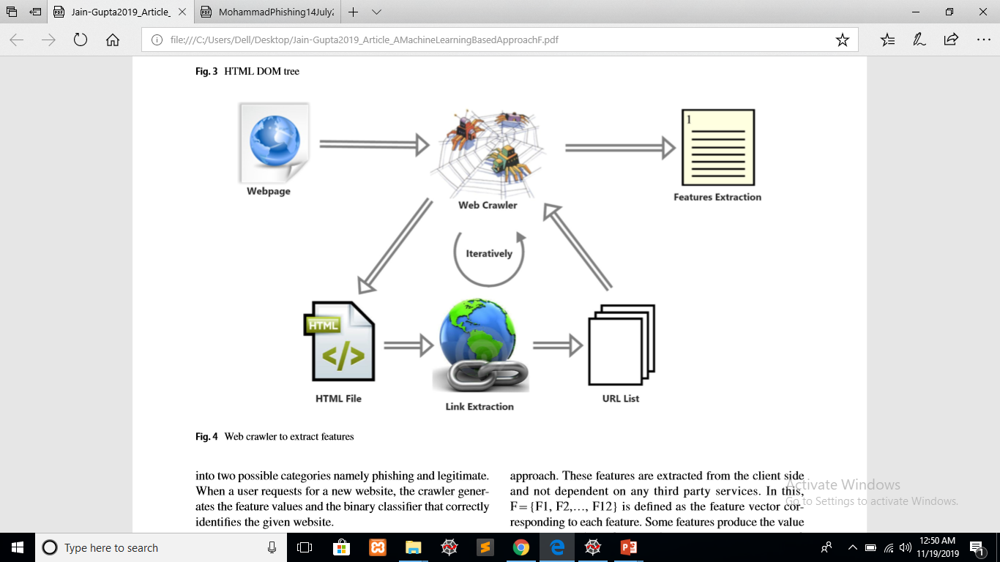 Jain-Gupta2019_Article_
MohammadPhishing14July2
file:///C:/Users/Dell/Desktop/Jain-Gupta2019_Article_AMachineLearningBasedApproachF.pdf
Fig. 3 HTML DOM tree
1
Webpage
Web Crawler
Features Extraction
Iteratively
HTML
</>
HTML File
Link Extraction
URL List
Fig. 4 Web crawler to extract features
into two possible categories namely phishing and legitimate.
When a user requests for a new website, the crawler gener-
ates the feature values and the binary classifier that correctly
identifies the given website.
approach. These features are extracted from the client side
and not dependent on any third party services. In this,
F={F1, F2,…, F12} is defined as the feature vector cor-
responding to each feature. Some features produce the value
Activate Windows
Go to Settings to activate Windows.
Type here to search
12:50 AM
11/19/2019
1